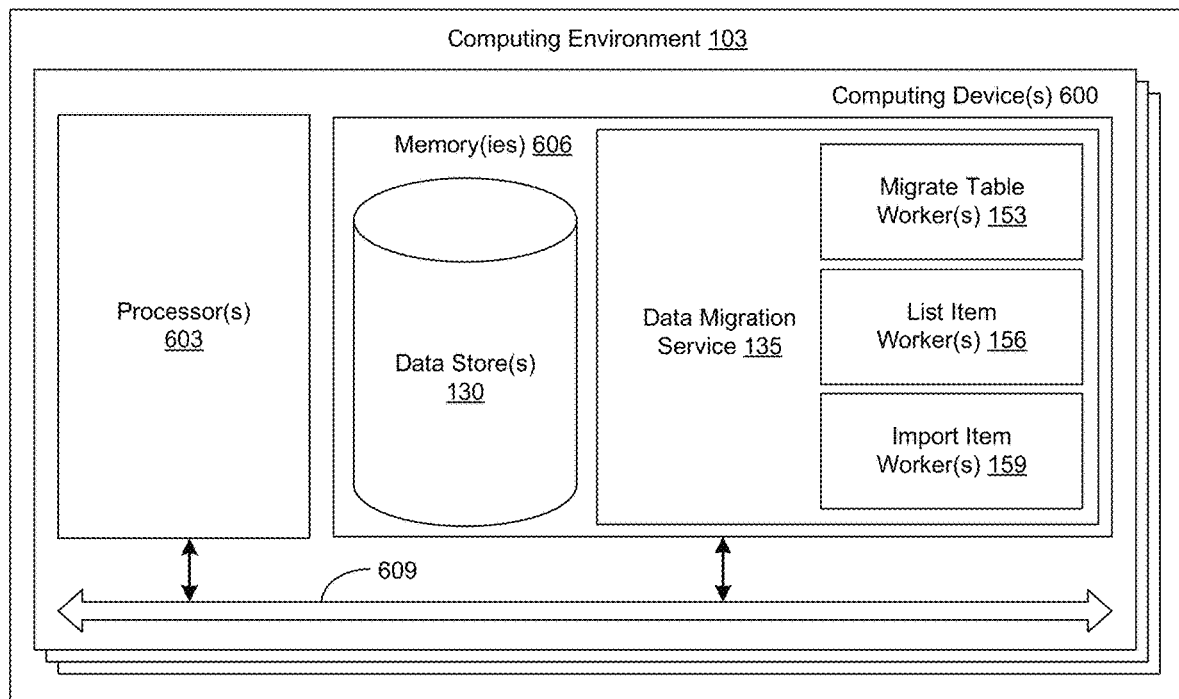 Computing Environment 103
Computing Device(s) 600
Processor(s)
603
Memory(ies) 606
Data Store(s)
130
Data Migration
Service 135
Migrate Table
Worker(s) 153
List Item
Worker(s) 156
Import Item
Worker(s) 159
609